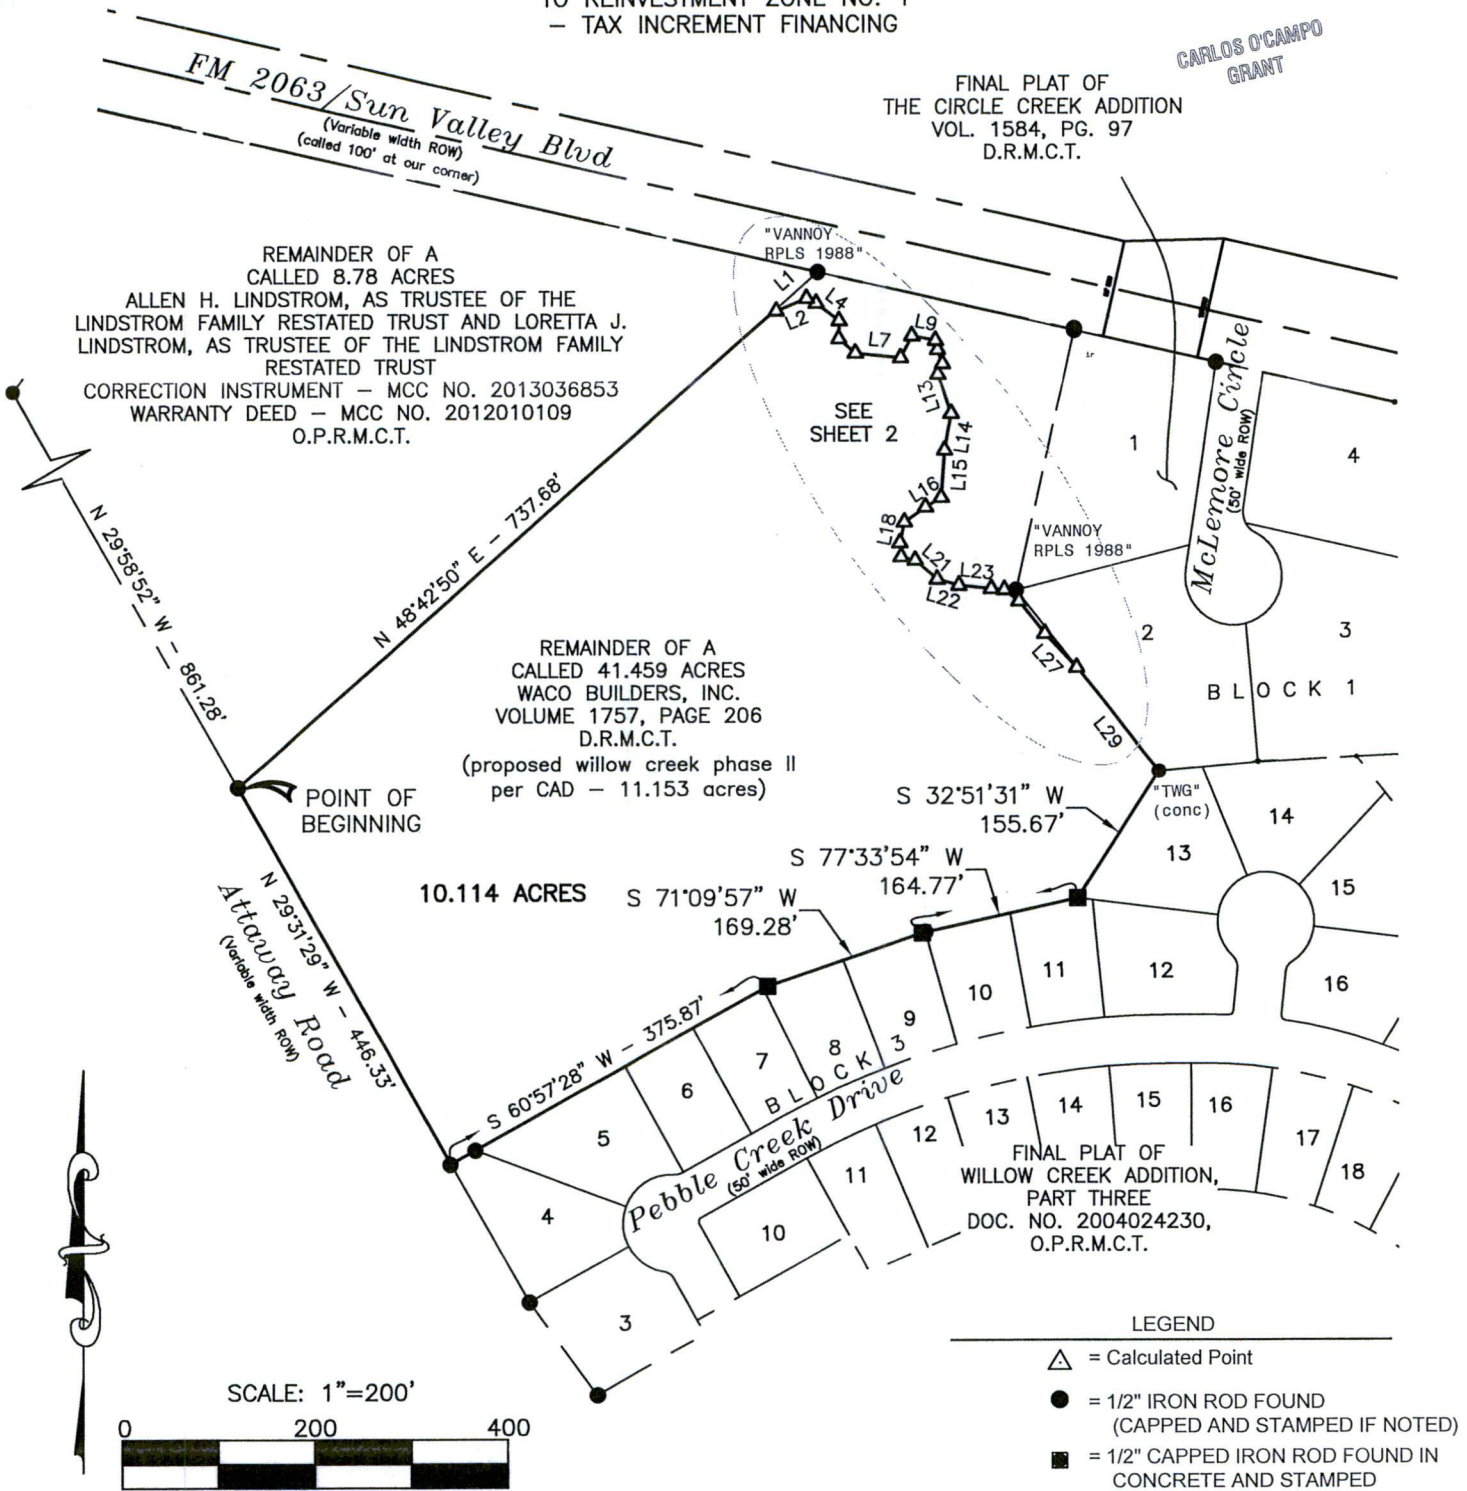 TO REINVESTMENT ZONE NO. 1
– TAX INCREMENT FINANCING
CARLOS O'CAMPO
GRANT
FM 2063/Sun Valley Blvd
(Variable width ROW)
(called 100' at our corner)
FINAL PLAT OF
THE CIRCLE CREEK ADDITION
VOL. 1584, PG. 97
D.R.M.C.T.
REMAINDER OF A
CALLED 8.78 ACRES
ALLEN H. LINDSTROM, AS TRUSTEE OF THE
LINDSTROM FAMILY RESTATED TRUST AND LORETTA J.
LINDSTROM, AS TRUSTEE OF THE LINDSTROM FAMILY
RESTATED TRUST
CORRECTION INSTRUMENT – MCC NO. 2013036853
WARRANTY DEED – MCC NO. 2012010109
O.P.R.M.C.T.
"VANNOY
RPLS 1988"
L1
L2
L4
L7
L9
L13
L14
L15
L16
L18
L21
L22
L23
L27
L29
SEE
SHEET 2
ir
"VANNOY
RPLS 1988"
McLemore Circle
(50' wide ROW)
1
4
2
3
BLOCK 1
N 29°58'52" W – 861.28'
N 48°42'50" E – 737.68'
REMAINDER OF A
CALLED 41.459 ACRES
WACO BUILDERS, INC.
VOLUME 1757, PAGE 206
D.R.M.C.T.
(proposed willow creek phase II
per CAD – 11.153 acres)
POINT OF
BEGINNING
"TWG"
(conc)
S 32°51'31" W
155.67'
S 77°33'54" W
164.77'
S 71°09'57" W
169.28'
10.114 ACRES
N 29°31'29" W – 446.33'
Attaway Road
(Variable width ROW)
S 60°57'28" W – 375.87'
14
13
15
12
16
11
10
9
8
7
6
5
4
3
BLOCK 3
Pebble Creek Drive
(50' wide ROW)
10
11
12
13
14
15
16
17
18
FINAL PLAT OF
WILLOW CREEK ADDITION,
PART THREE
DOC. NO. 2004024230,
O.P.R.M.C.T.
SCALE: 1"=200'
0 200 400
LEGEND
= Calculated Point
= 1/2" IRON ROD FOUND
(CAPPED AND STAMPED IF NOTED)
= 1/2" CAPPED IRON ROD FOUND IN
CONCRETE AND STAMPED